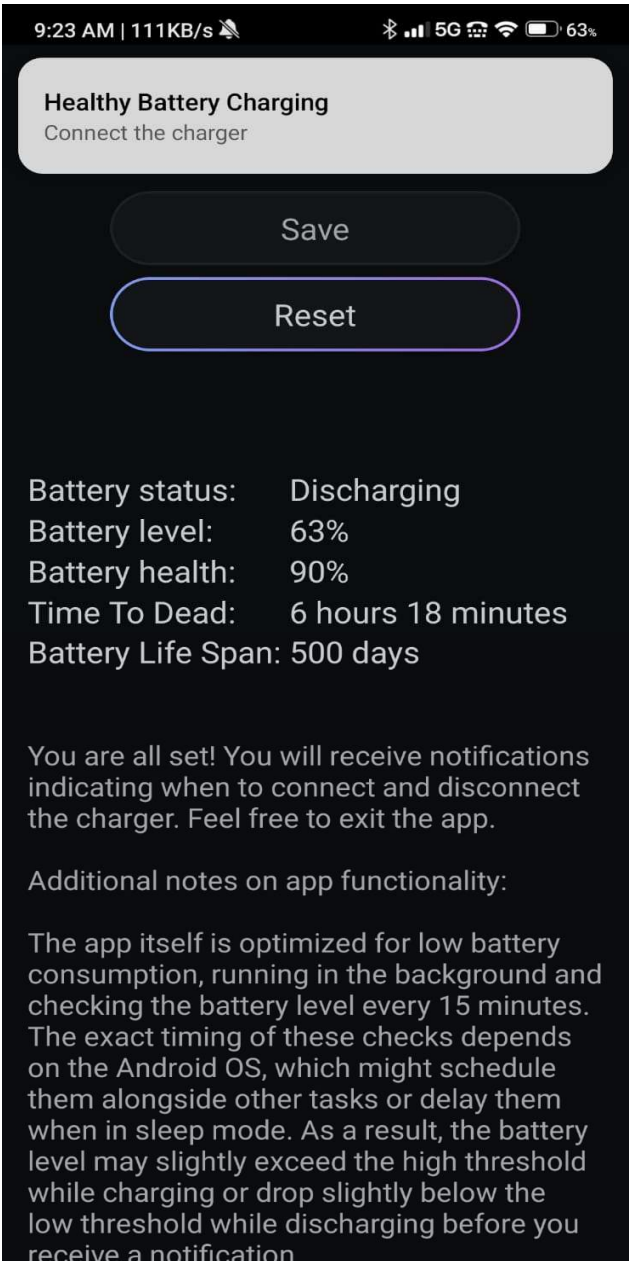 9:23 AM | 111KB/s 5G 63%
Healthy Battery Charging
Connect the charger
Save
Reset
Battery status: Discharging
Battery level: 63%
Battery health: 90%
Time To Dead: 6 hours 18 minutes
Battery Life Span: 500 days
You are all set! You will receive notifications
indicating when to connect and disconnect
the charger. Feel free to exit the app.
Additional notes on app functionality:
The app itself is optimized for low battery
consumption, running in the background and
checking the battery level every 15 minutes.
The exact timing of these checks depends
on the Android OS, which might schedule
them alongside other tasks or delay them
when in sleep mode. As a result, the battery
level may slightly exceed the high threshold
while charging or drop slightly below the
low threshold while discharging before you
receive a notification